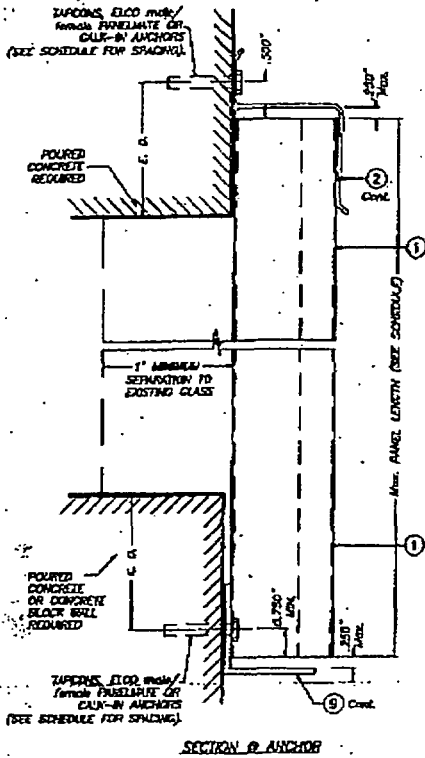 TAPCONS, ELCO male/
female PANELMATE OR
CALK-IN ANCHORS
(SEE SCHEDULE FOR SPACING).
.500"
.250"
Max.
E. D.
POURED
CONCRETE
REQUIRED
2
Cont.
1" MINIMUM
SEPARATION TO
EXISTING GLASS
Max. PANEL LENGTH (SEE SCHEDULE)
E. D.
1
POURED
CONCRETE
OR CONCRETE
BLOCK WALL
REQUIRED
0.750"
Min.
.250"
Max.
TAPCONS, ELCO male/
female PANELMATE OR
CALK-IN ANCHORS
(SEE SCHEDULE FOR SPACING).
9 Cont.
SECTION @ ANCHOR